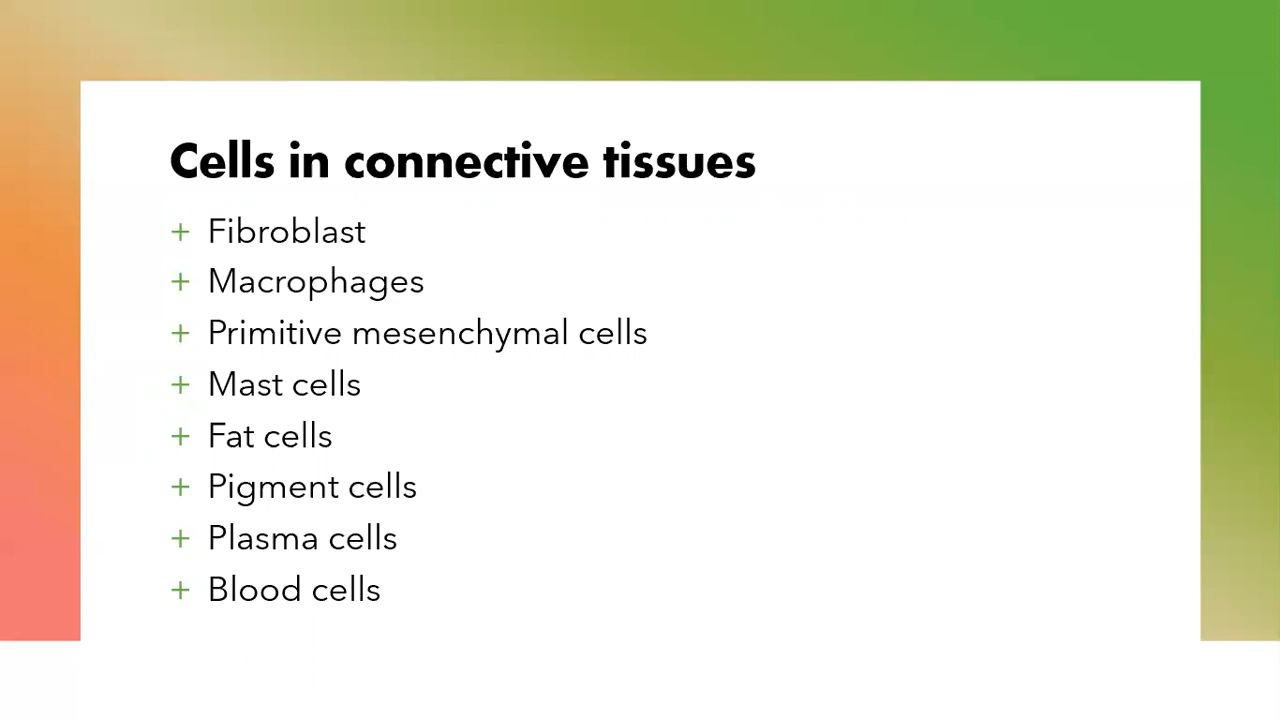 Cells in connective tissues
+ Fibroblast
+ Macrophages
+ Primitive mesenchymal cells
+ Mast cells
+ Fat cells
+ Pigment cells
+ Plasma cells
+ Blood cells